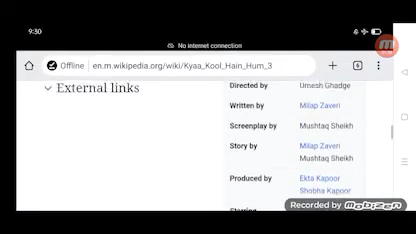 9:30
No internet connection
Offline en.m.wikipedia.org/wiki/Kyaa_Kool_Hain_Hum_3 6
External links
Directed by Umesh Ghadge
Written by Milap Zaveri
Screenplay by Mushtaq Sheikh
Story by Milap Zaveri
Mushtaq Sheikh
Produced by Ekta Kapoor
Shobha Kapoor
Starring
Recorded by mobizen